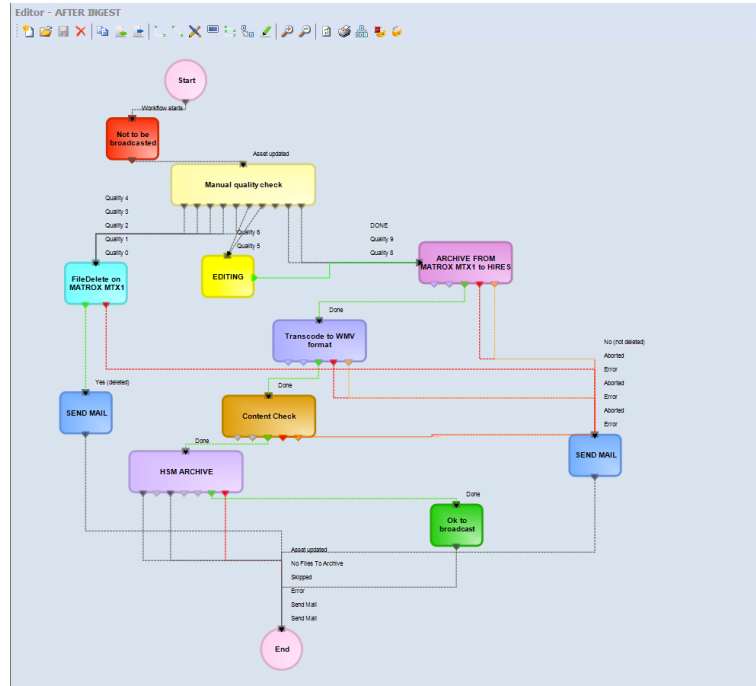 Editor - AFTER INGEST
Start
Workflow starts
Not to be
broadcasted
Asset updated
Manual quality check
Quality 4
Quality 3
Quality 2
Quality 1
Quality 0
Quality 6
Quality 5
DONE
Quality 9
Quality 8
FileDelete on
MATROX MTX1
EDITING
ARCHIVE FROM
MATROX MTX1 to HIRES
Done
Transcode to WMV
format
No (not deleted)
Aborted
Error
Aborted
Error
Aborted
Error
Yes (deleted)
Done
SEND MAIL
Content Check
Done
SEND MAIL
HSM ARCHIVE
Done
Ok to
broadcast
Asset updated
No Files To Archive
Skipped
Error
Send Mail
Send Mail
End